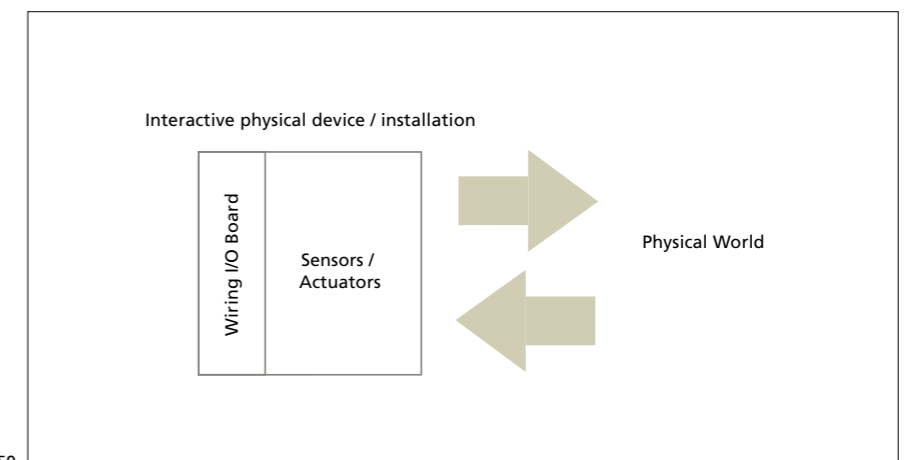 Interactive physical device / installation
Wiring I/O Board
Sensors /
Actuators
Physical World